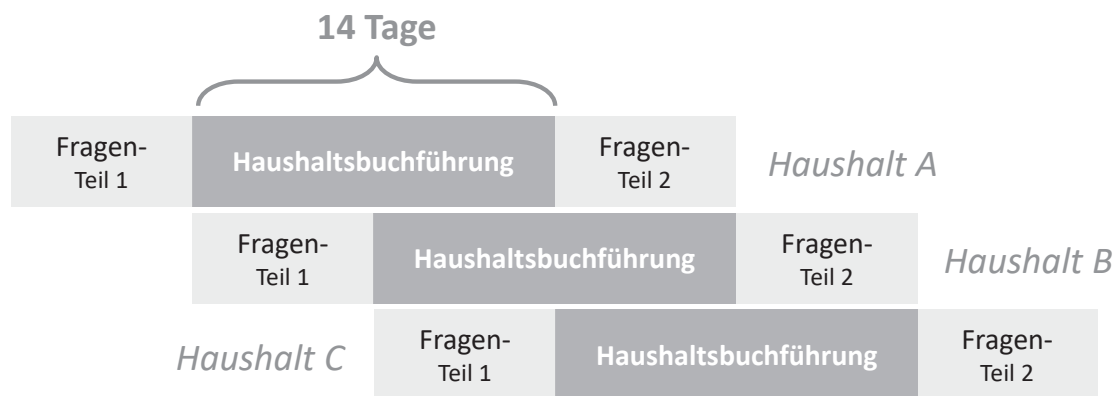 14 Tage
Fragen-
Teil 1
Haushaltsbuchführung
Fragen-
Teil 2
Haushalt A
Fragen-
Teil 1
Haushaltsbuchführung
Fragen-
Teil 2
Haushalt B
Haushalt C
Fragen-
Teil 1
Haushaltsbuchführung
Fragen-
Teil 2